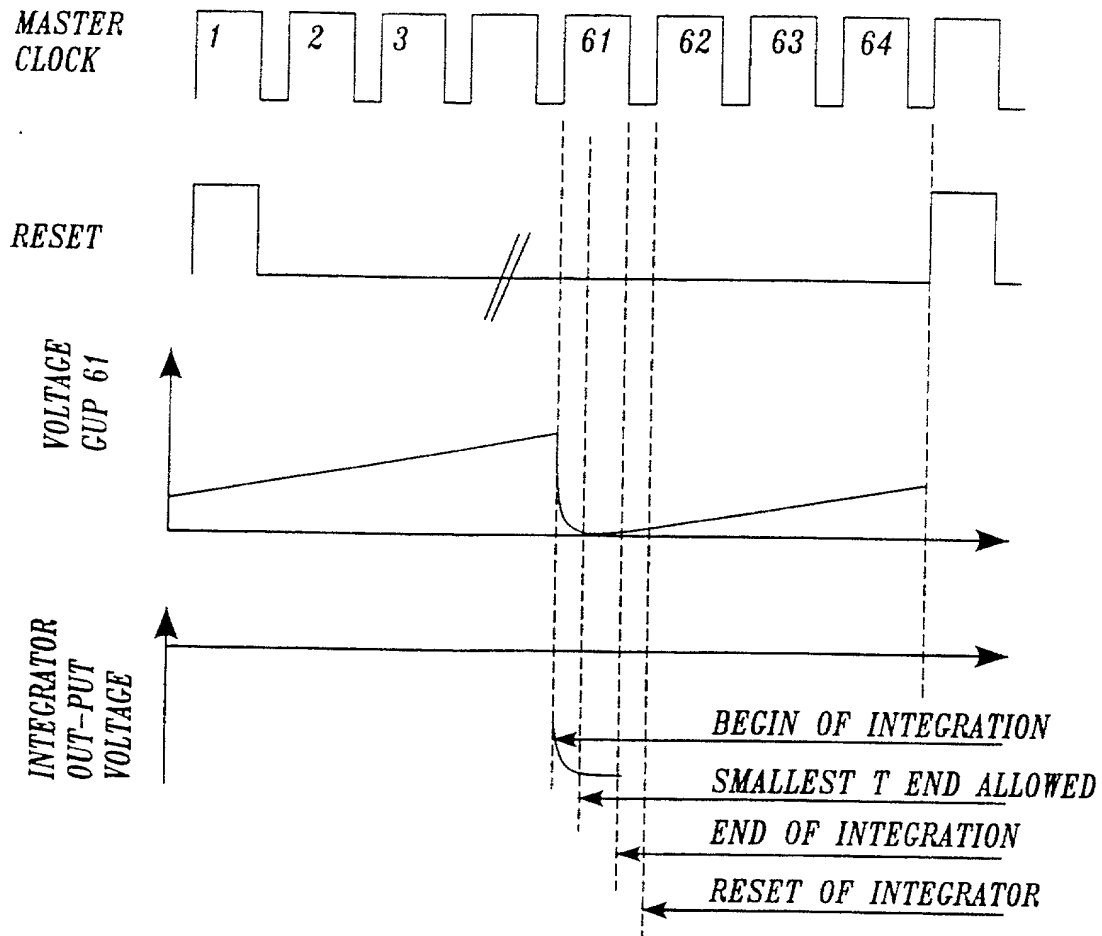 MASTER
CLOCK
1
2
3
61
62
63
64
RESET
VOLTAGE
GUP 61
INTEGRATOR
OUT-PUT
VOLTAGE
BEGIN OF INTEGRATION
SMALLEST T END ALLOWED
END OF INTEGRATION
RESET OF INTEGRATOR